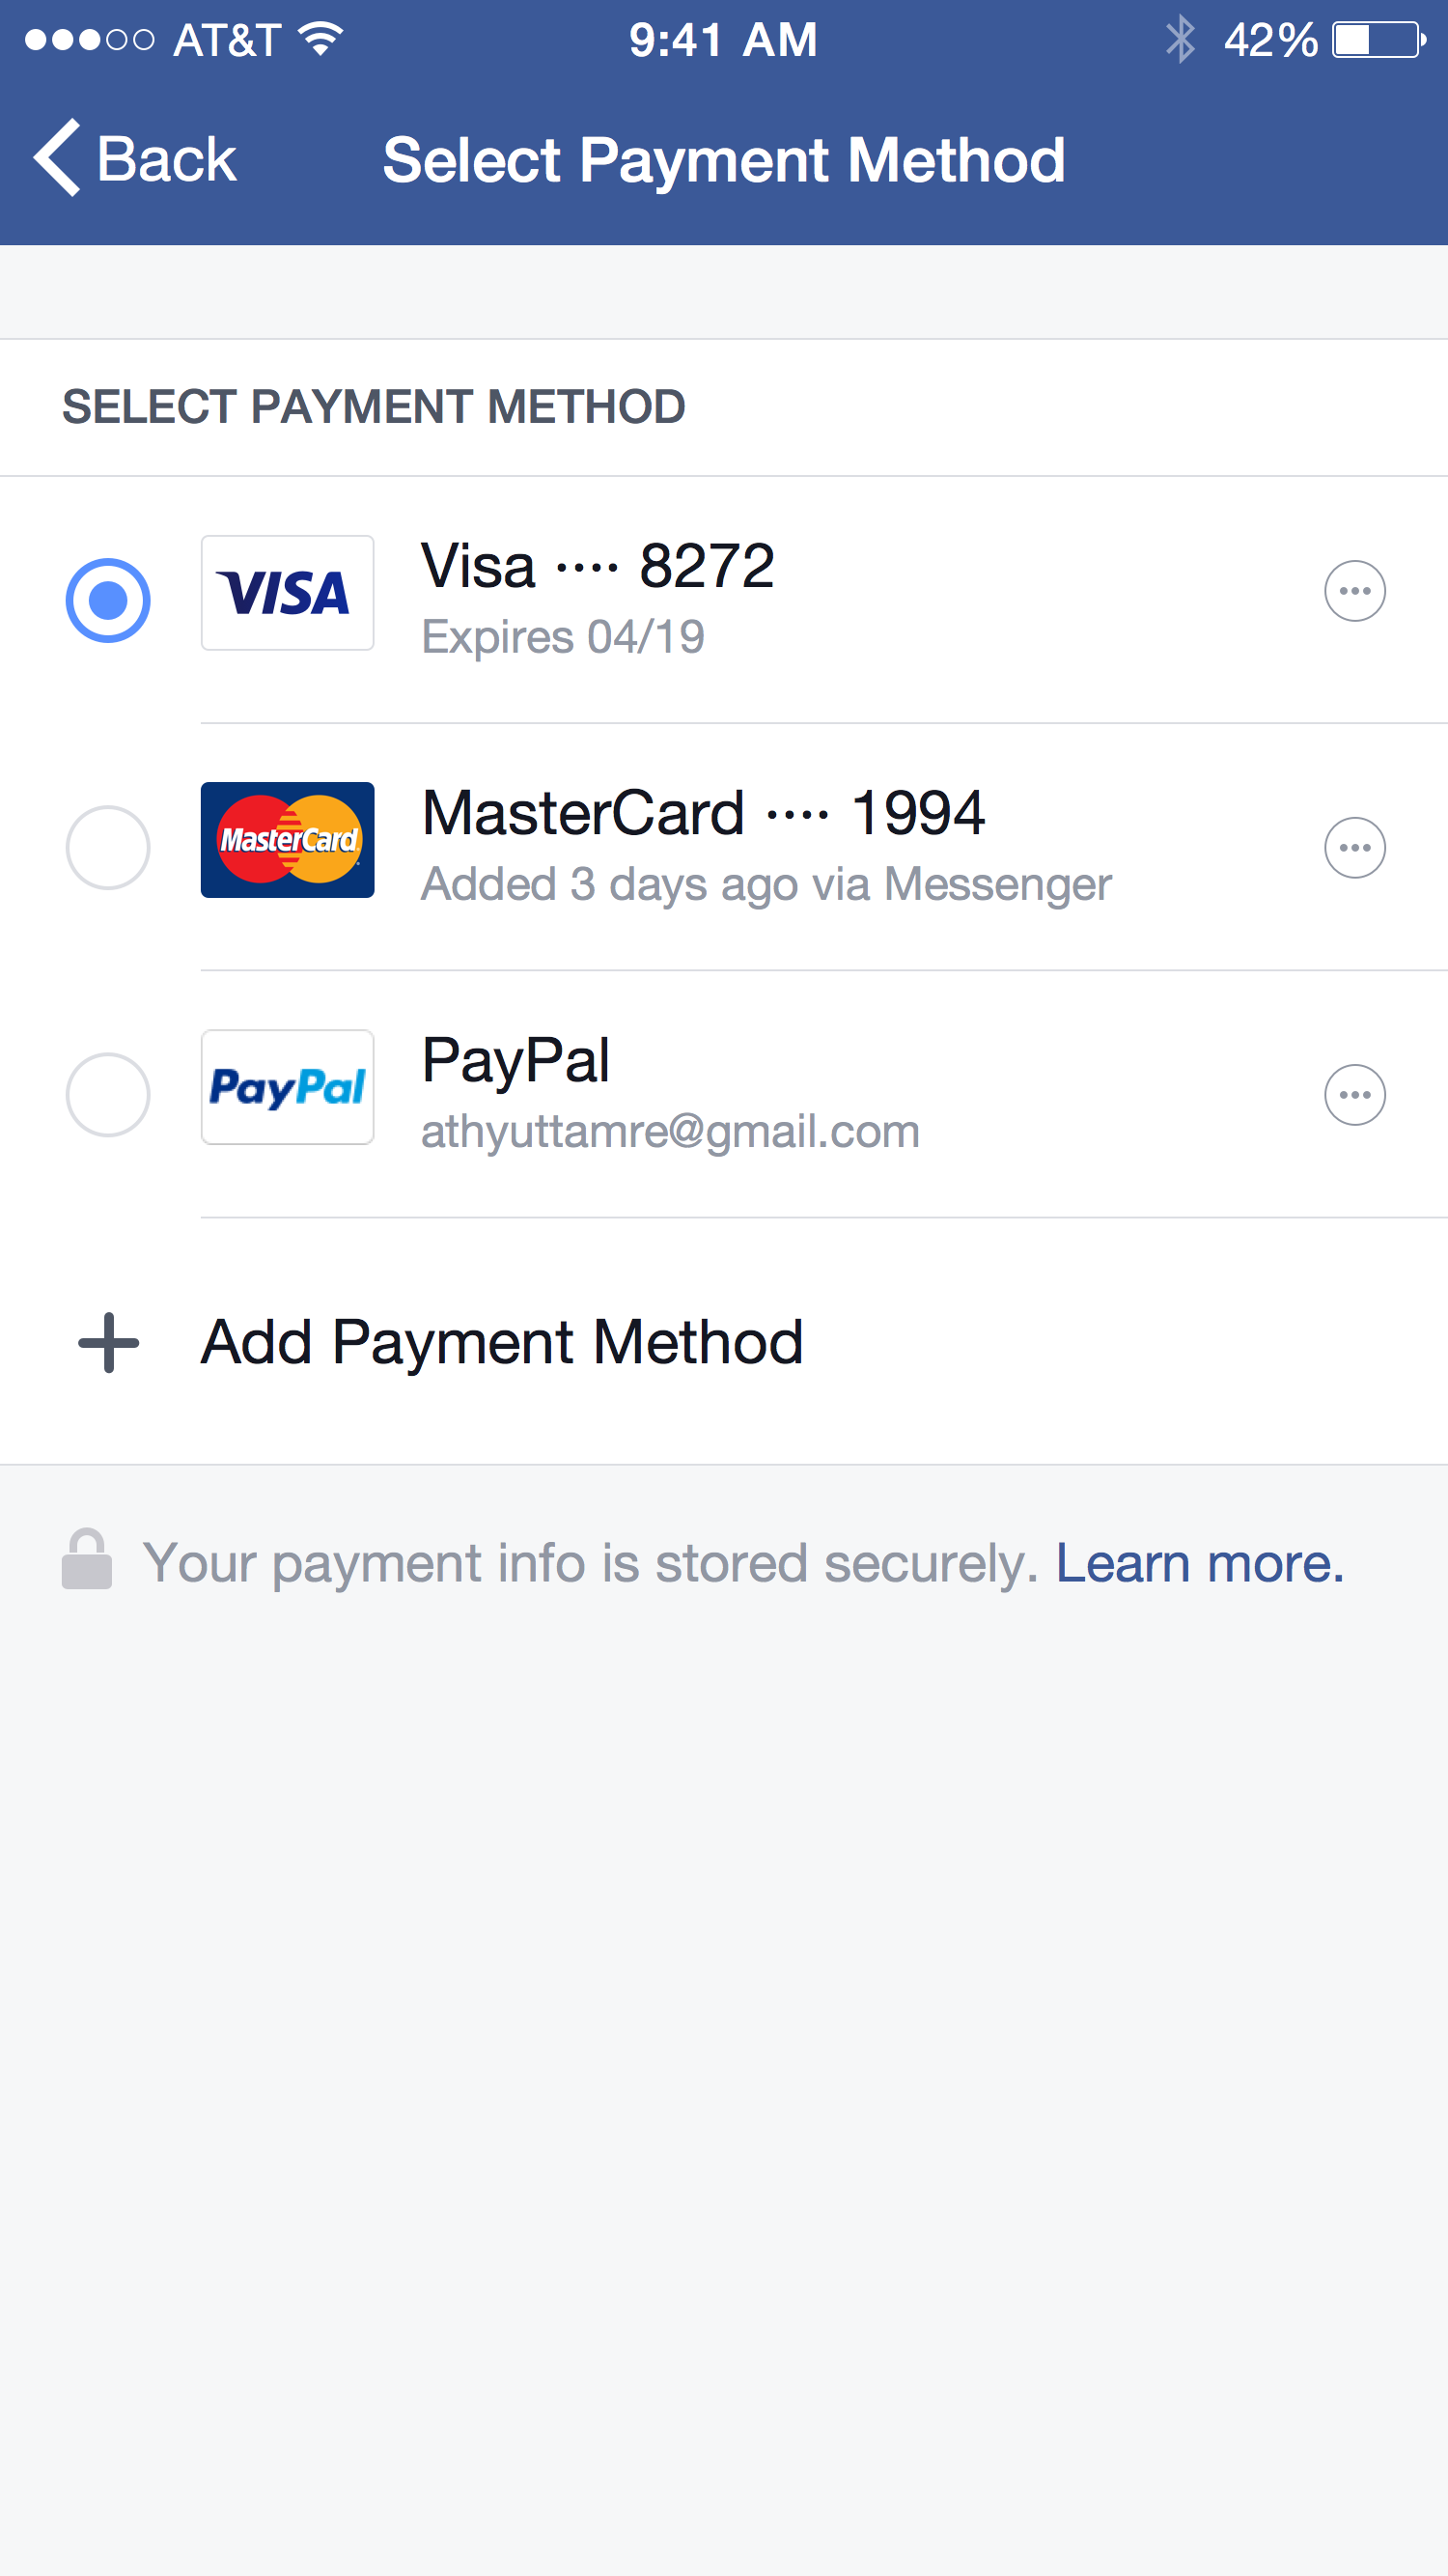 AT&T 9:41 AM 42%
Back Select Payment Method
SELECT PAYMENT METHOD
VISA Visa ···· 8272
Expires 04/19
MasterCard MasterCard ···· 1994
Added 3 days ago via Messenger
PayPal PayPal
athyuttamre@gmail.com
Add Payment Method
Your payment info is stored securely. Learn more.